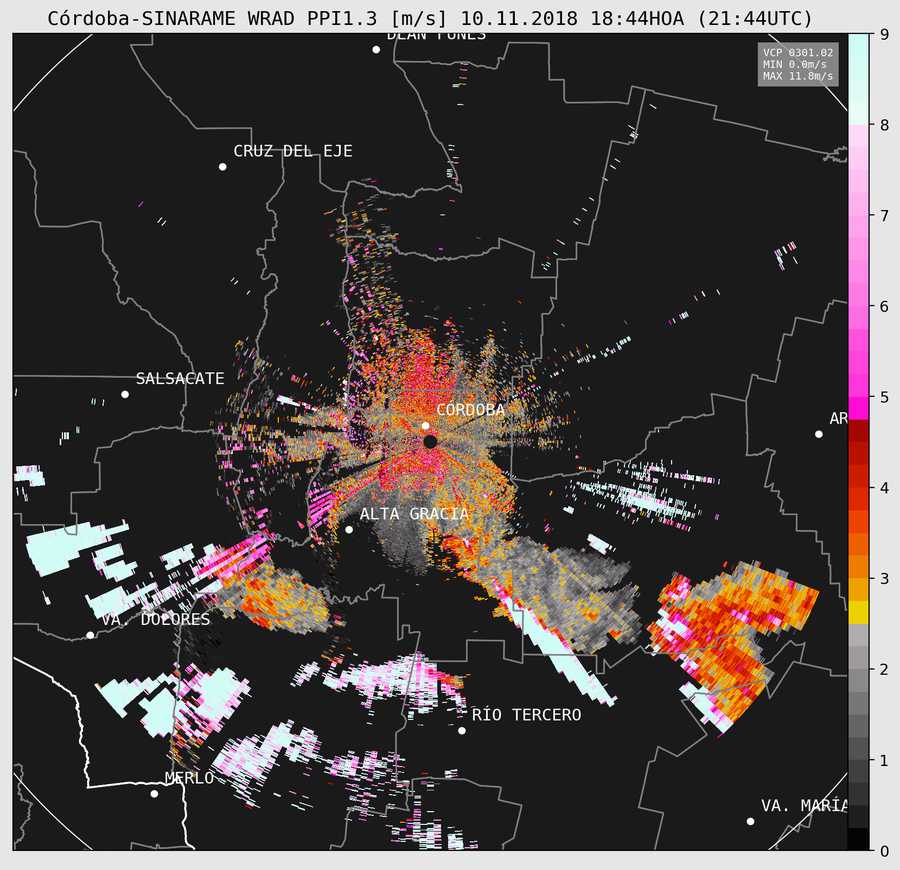 Córdoba-SINARAME WRAD PPI1.3 [m/s] 10.11.2018 18:44HOA (21:44UTC)
DEAN FUNES
VCP 0301.02
MIN 0.0m/s
MAX 11.8m/s
CRUZ DEL EJE
SALSACATE
CORDOBA
AR
ALTA GRACIA
VA. DOLORES
RÍO TERCERO
MERLO
VA. MARÍA
9
8
7
6
5
4
3
2
1
0